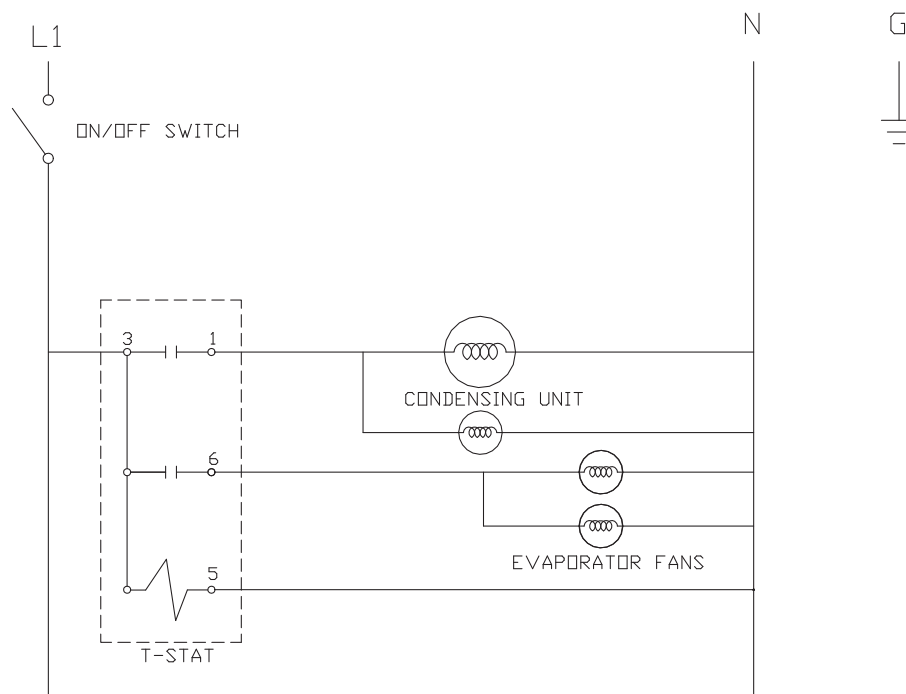 L1
N
G
ON/OFF SWITCH
3
1
CONDENSING UNIT
6
EVAPORATOR FANS
5
T-STAT